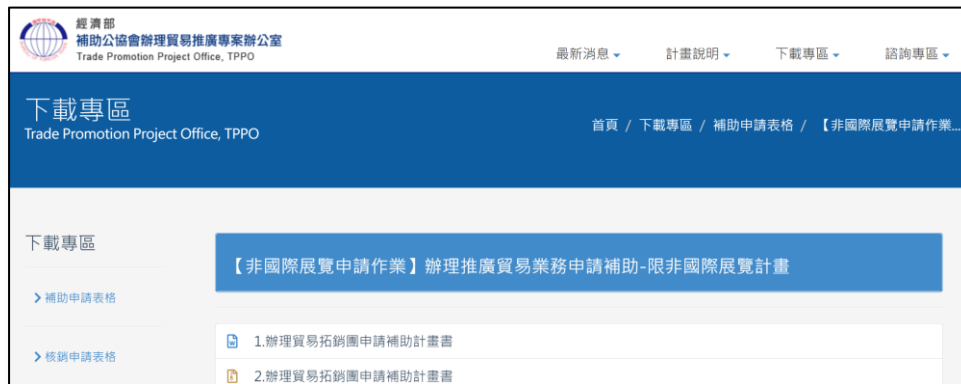 經濟部
補助公協會辦理貿易推廣專案辦公室
Trade Promotion Project Office, TPPO
最新消息 計畫說明 下載專區 諮詢專區
下載專區
Trade Promotion Project Office, TPPO
首頁 / 下載專區 / 補助申請表格 / 【非國際展覽申請作業...
下載專區
【非國際展覽申請作業】辦理推廣貿易業務申請補助-限非國際展覽計畫
補助申請表格
1.辦理貿易拓銷團申請補助計畫書
核銷申請表格
2.辦理貿易拓銷團申請補助計畫書